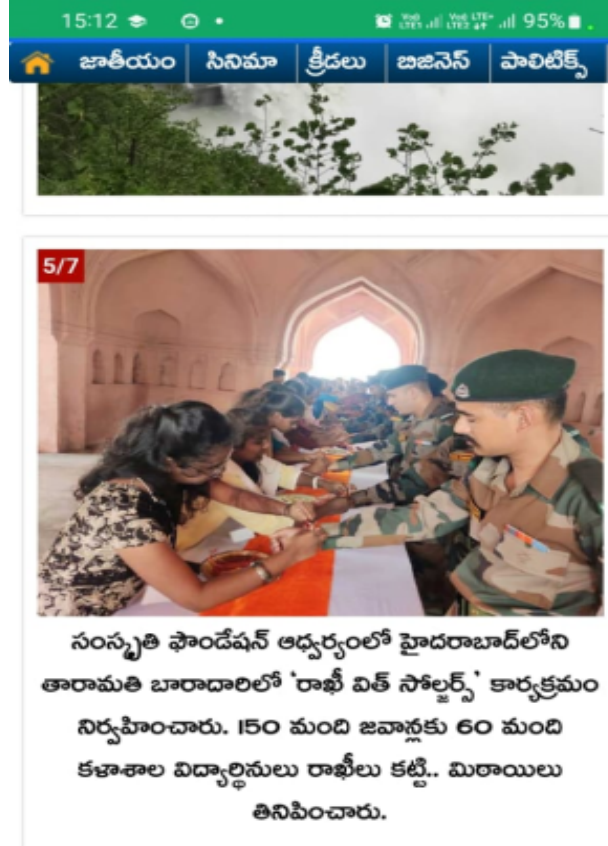 15:12 95%
జాతీయం సినిమా క్రీడలు బిజినెస్ పాలిటిక్స్
5/7
సంస్కృతి ఫౌండేషన్ ఆధ్వర్యంలో హైదరాబాద్‌లోని
తారామతి బారాదారిలో 'రాఖీ విత్ సోల్జర్స్' కార్యక్రమం
నిర్వహించారు. 150 మంది జవాన్లకు 60 మంది
కళాశాల విద్యార్థినులు రాఖీలు కట్టి.. మిఠాయిలు
తినిపించారు.